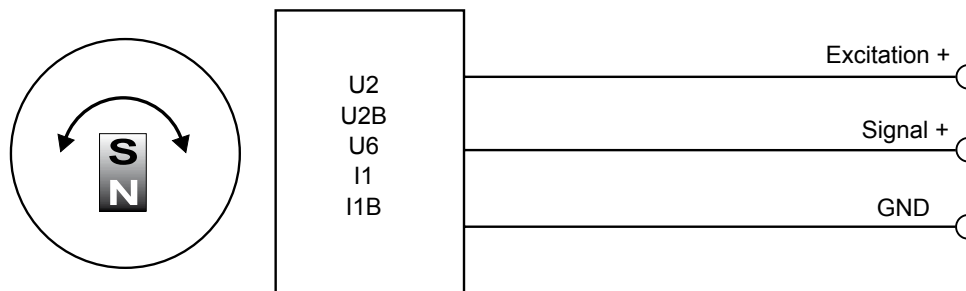 S
N
U2
U2B
U6
I1
I1B
Excitation +
Signal +
GND